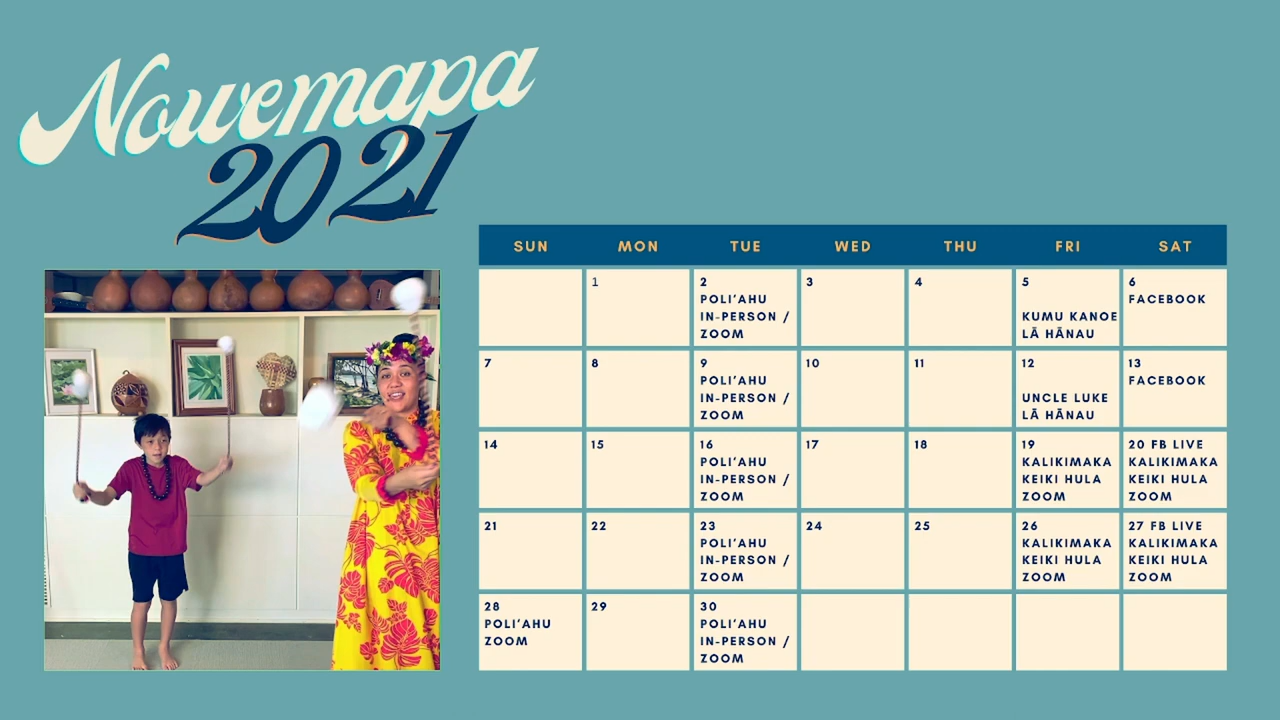 Nowemapa
2021
SUN MON TUE WED THU FRI SAT
1
2
POLI'AHU
IN-PERSON /
ZOOM
3
4
5
KUMU KANOE
LĀ HĀNAU
6
FACEBOOK
7
8
9
POLI'AHU
IN-PERSON /
ZOOM
10
11
12
UNCLE LUKE
LĀ HĀNAU
13
FACEBOOK
14
15
16
POLI'AHU
IN-PERSON /
ZOOM
17
18
19
KALIKIMAKA
KEIKI HULA
ZOOM
20 FB LIVE
KALIKIMAKA
KEIKI HULA
ZOOM
21
22
23
POLI'AHU
IN-PERSON /
ZOOM
24
25
26
KALIKIMAKA
KEIKI HULA
ZOOM
27 FB LIVE
KALIKIMAKA
KEIKI HULA
ZOOM
28
POLI'AHU
ZOOM
29
30
POLI'AHU
IN-PERSON /
ZOOM